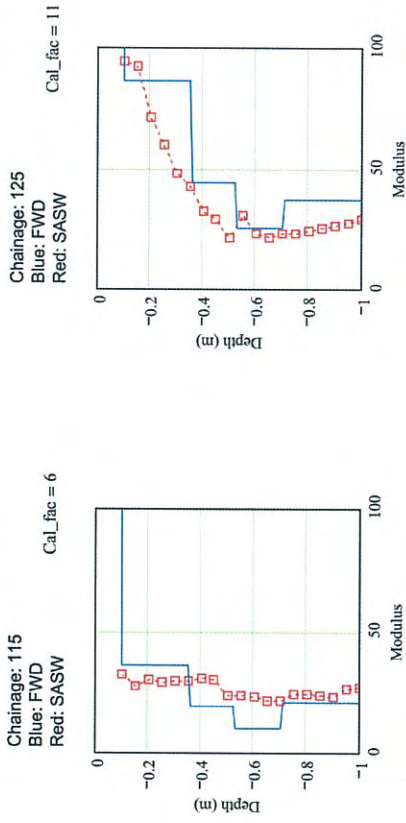 Chainage: 115
Blue: FWD
Red: SASW
Cal_fac = 6
0
−0.2
−0.4
−0.6
−0.8
−1
Depth (m)
0
50
100
Modulus
Chainage: 125
Blue: FWD
Red: SASW
Cal_fac = 11
0
−0.2
−0.4
−0.6
−0.8
−1
Depth (m)
0
50
100
Modulus